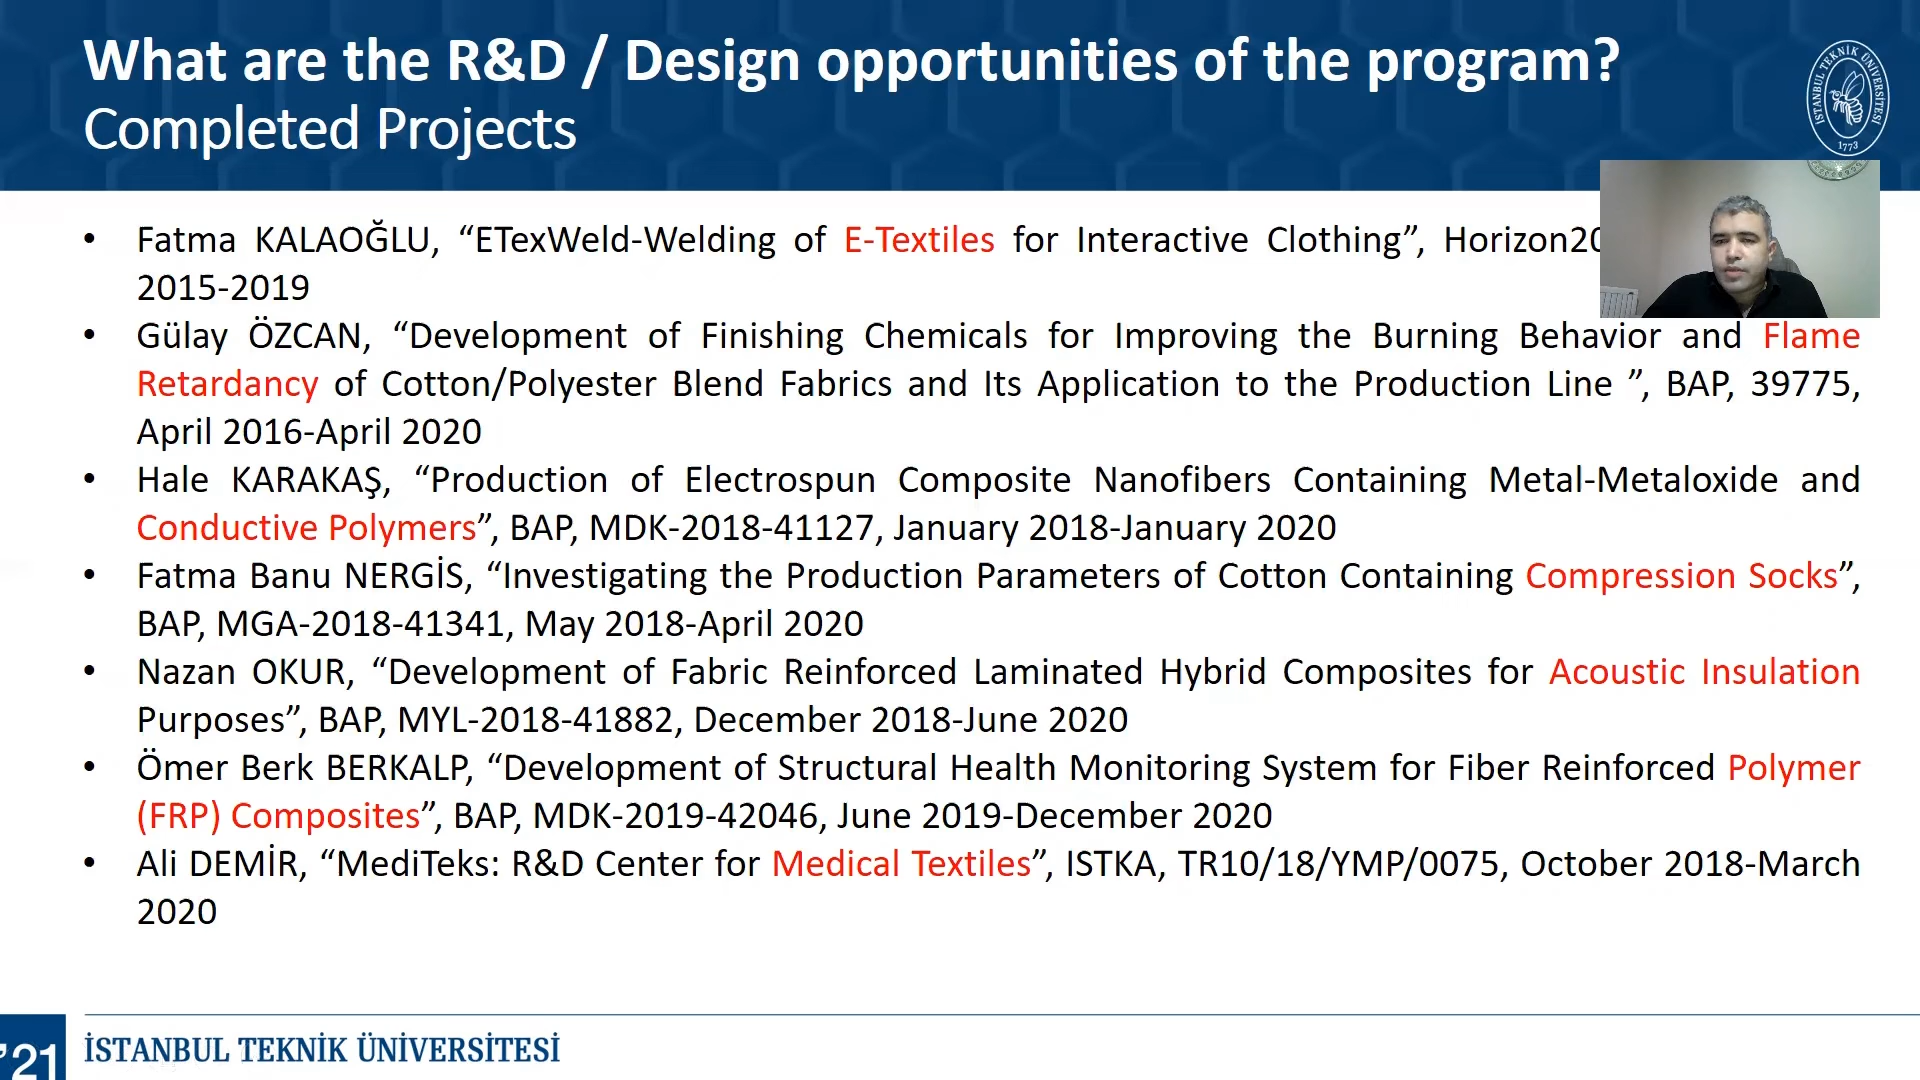 What are the R&D / Design opportunities of the program?
Completed Projects
İSTANBUL TEKNİK ÜNİVERSİTESİ
1773
• Fatma KALAOĞLU, “ETexWeld-Welding of E-Textiles for Interactive Clothing”,
2015-2019
• Gülay ÖZCAN, “Development of Finishing Chemicals for Improving the Burning Behavior and Flame
Retardancy of Cotton/Polyester Blend Fabrics and Its Application to the Production Line ”, BAP, 39775,
April 2016-April 2020
• Hale KARAKAŞ, “Production of Electrospun Composite Nanofibers Containing Metal-Metaloxide and
Conductive Polymers”, BAP, MDK-2018-41127, January 2018-January 2020
• Fatma Banu NERGİS, “Investigating the Production Parameters of Cotton Containing Compression Socks”,
BAP, MGA-2018-41341, May 2018-April 2020
• Nazan OKUR, “Development of Fabric Reinforced Laminated Hybrid Composites for Acoustic Insulation
Purposes”, BAP, MYL-2018-41882, December 2018-June 2020
• Ömer Berk BERKALP, “Development of Structural Health Monitoring System for Fiber Reinforced Polymer
(FRP) Composites”, BAP, MDK-2019-42046, June 2019-December 2020
• Ali DEMİR, “MediTeks: R&D Center for Medical Textiles”, ISTKA, TR10/18/YMP/0075, October 2018-March
2020
’21
İSTANBUL TEKNİK ÜNİVERSİTESİ